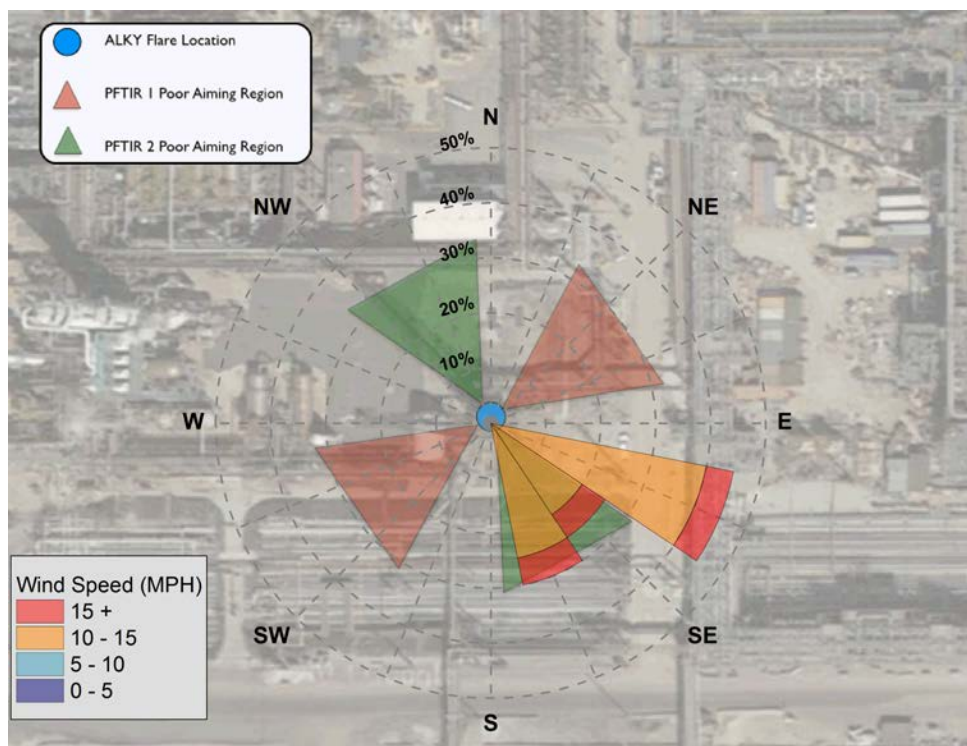 ALKY Flare Location
PFTIR 1 Poor Aiming Region
PFTIR 2 Poor Aiming Region
N
50%
40%
NW
NE
30%
20%
10%
W
E
Wind Speed (MPH)
15 +
10 - 15
5 - 10
0 - 5
SW
SE
S